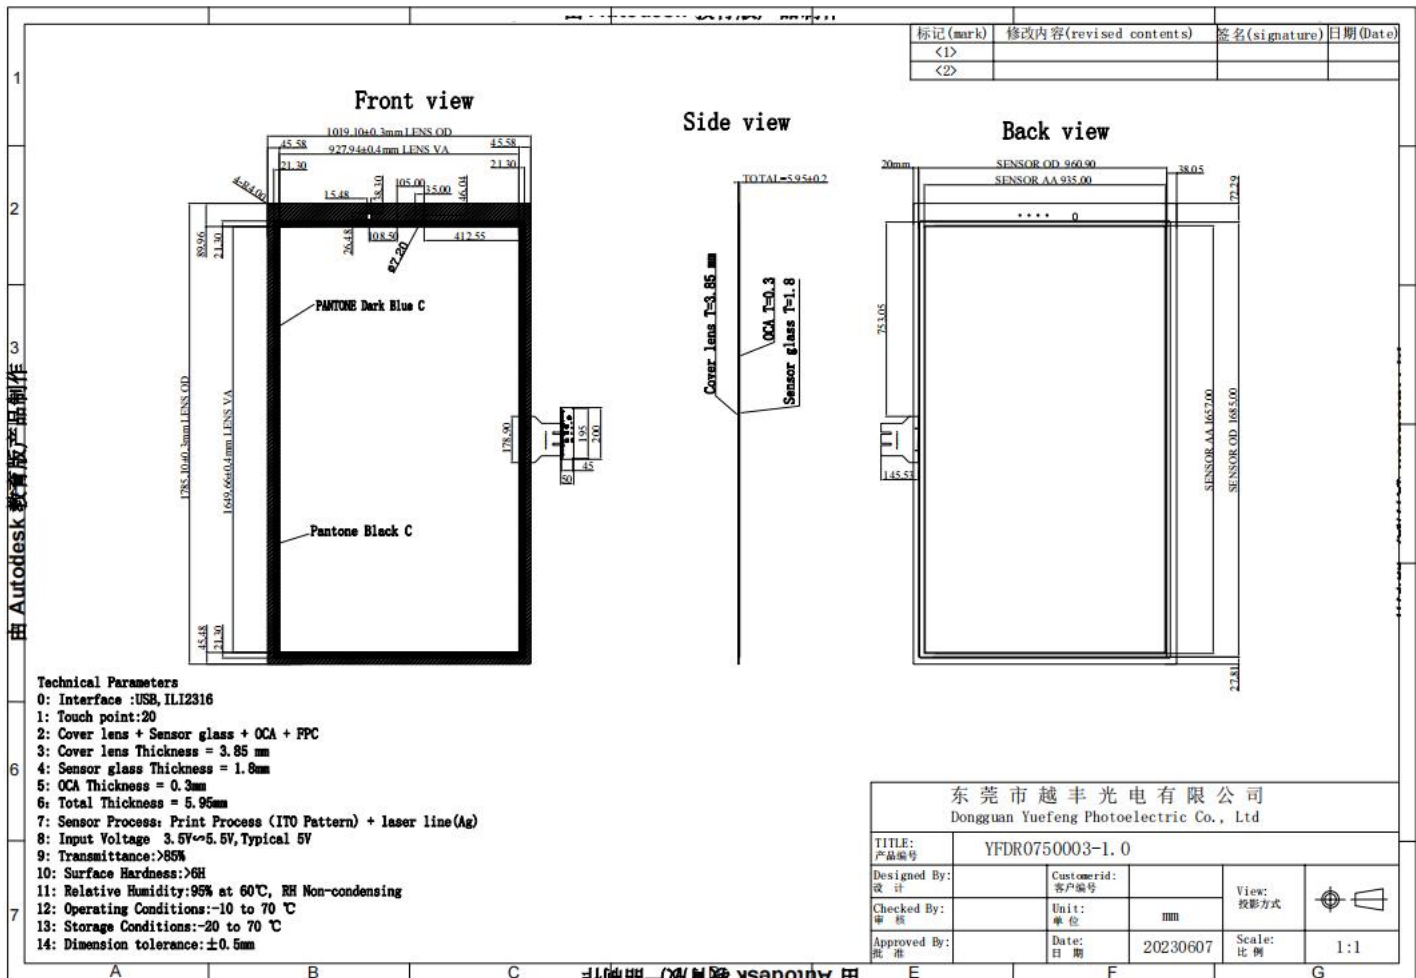 标记(mark) 修改内容(revised contents) 签名(signature) 日期(Date)
<1>
<2>
1
2
3
6
7
Front view
1019.10±0.3mm LENS OD
45.58 927.94±0.4mm LENS VA 45.58
21.30 21.30
4-R4.00
15.48
38.30
105.00
35.00
46.04
89.96
21.30
26.48
108.50
ø7.20
412.55
PANTONE Dark Blue C
1785.10±0.3mm LENS OD
1649.66±0.4mm LENS VA
Pantone Black C
178.90
195
200
45
50
45.48
21.30
Side view
TOTAL=5.95±0.2
Cover lens T=3.85 mm
OCA T=0.3
Sensor glass T=1.8
Back view
20mm SENSOR OD 960.90 38.05
SENSOR AA 935.00
72.29
753.05
145.53
SENSOR AA 1657.00
SENSOR OD 1685.00
27.81
由 Autodesk 教育版产品制作
Technical Parameters
0: Interface :USB,ILI2316
1: Touch point:20
2: Cover lens + Sensor glass + OCA + FPC
3: Cover lens Thickness = 3.85 mm
4: Sensor glass Thickness = 1.8mm
5: OCA Thickness = 0.3mm
6: Total Thickness = 5.95mm
7: Sensor Process: Print Process (ITO Pattern) + laser line(Ag)
8: Input Voltage 3.5V~5.5V,Typical 5V
9: Transmittance:>85%
10: Surface Hardness:>6H
11: Relative Humidity:95% at 60℃, RH Non-condensing
12: Operating Conditions:-10 to 70 ℃
13: Storage Conditions:-20 to 70 ℃
14: Dimension tolerance:±0.5mm
东莞市越丰光电有限公司
Dongguan Yuefeng Photoelectric Co., Ltd
TITLE: YFDR0750003-1.0
产品编号
Designed By: Customerid:
设 计 客户编号
View:
投影方式
Checked By: Unit: mm
审 核 单 位
Approved By: Date: 20230607 Scale: 1:1
批 准 日 期 比 例
A B C E F G